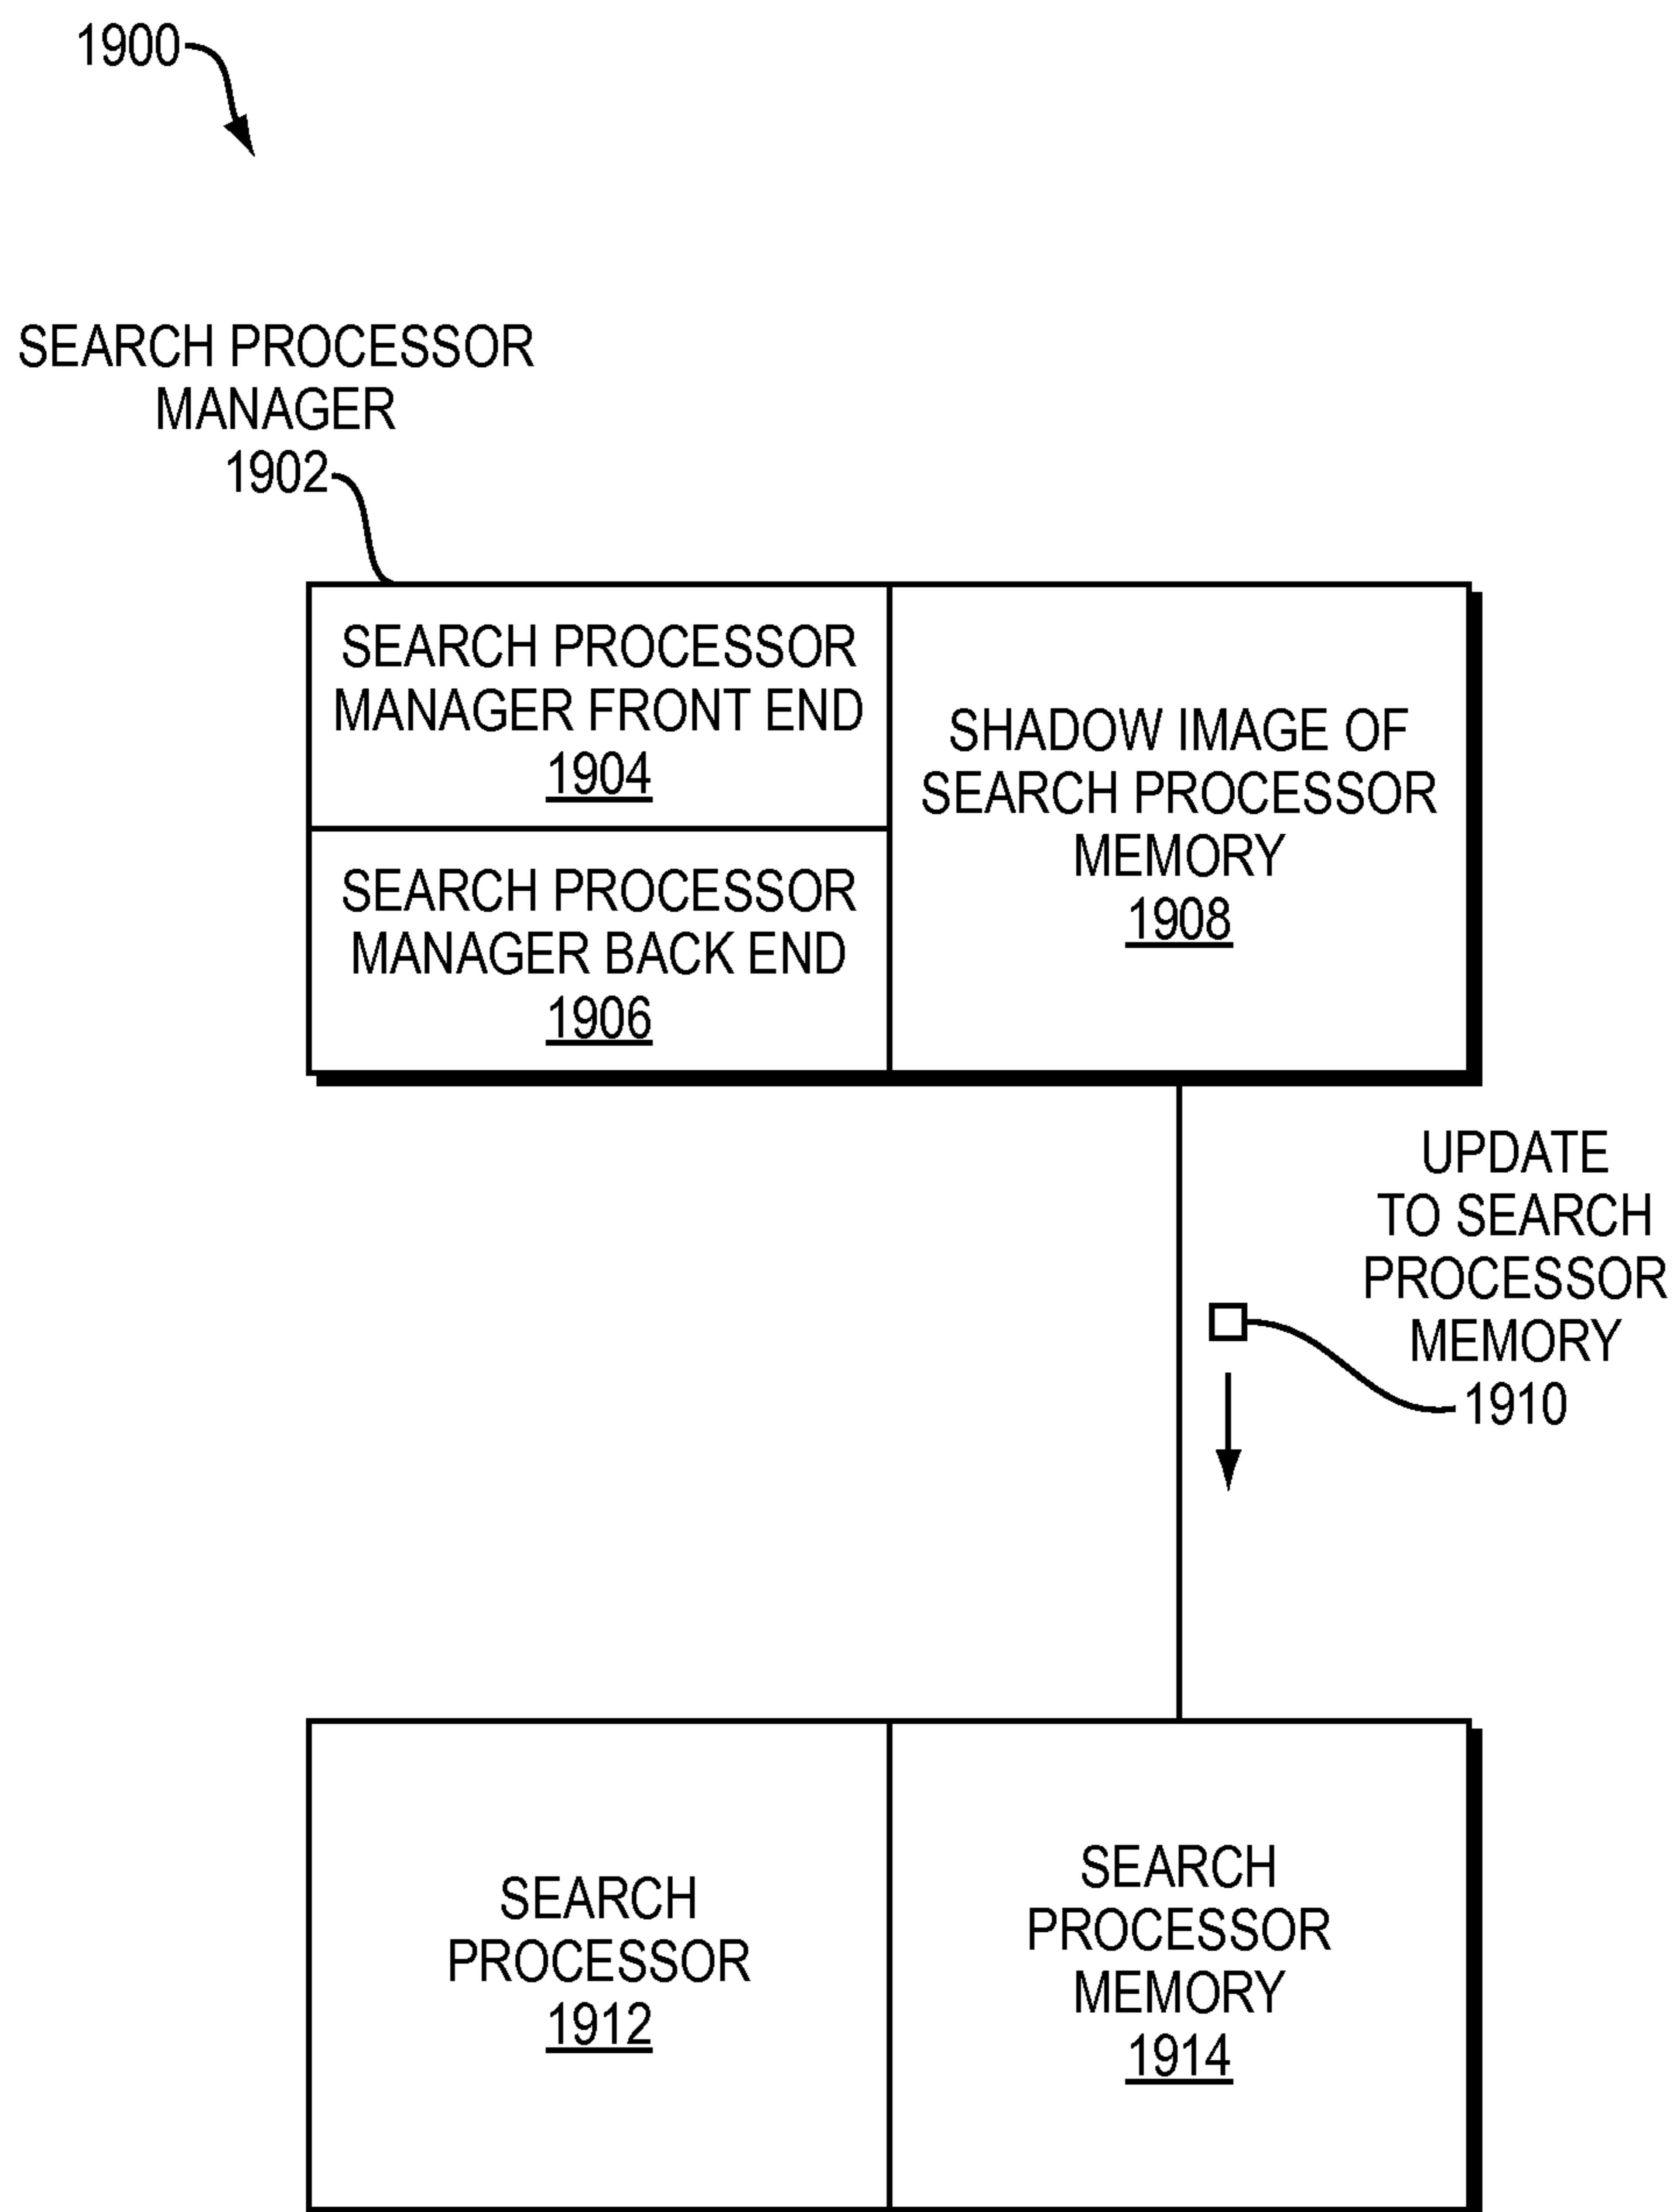 1900
SEARCH PROCESSOR
MANAGER
1902
SEARCH PROCESSOR
MANAGER FRONT END
1904
SEARCH PROCESSOR
MANAGER BACK END
1906
SHADOW IMAGE OF
SEARCH PROCESSOR
MEMORY
1908
UPDATE
TO SEARCH
PROCESSOR
MEMORY
1910
SEARCH
PROCESSOR
1912
SEARCH
PROCESSOR
MEMORY
1914